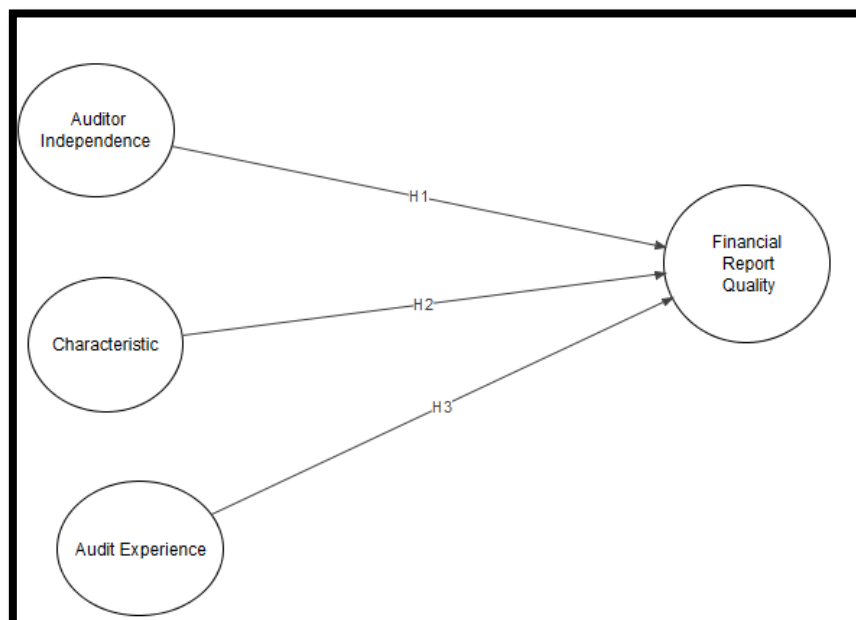 Auditor
Independence
H1
Financial
Report
Quality
H2
Characteristic
H3
Audit Experience